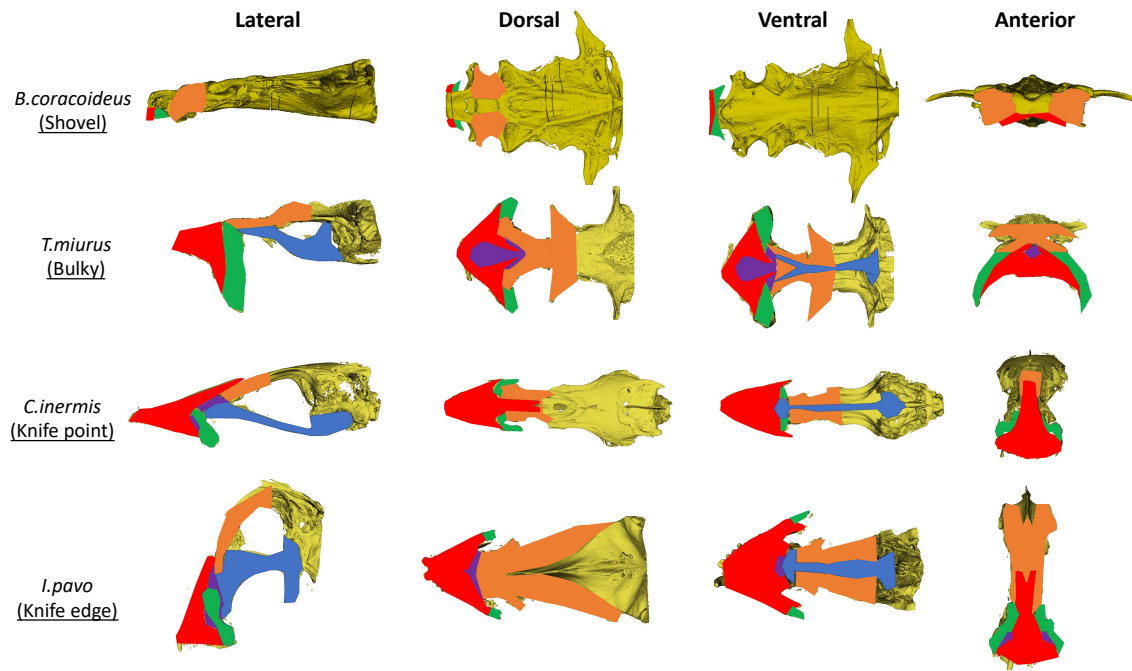 Lateral Dorsal Ventral Anterior
B.coracoideus
(Shovel)
T.miurus
(Bulky)
C.inermis
(Knife point)
I.pavo
(Knife edge)